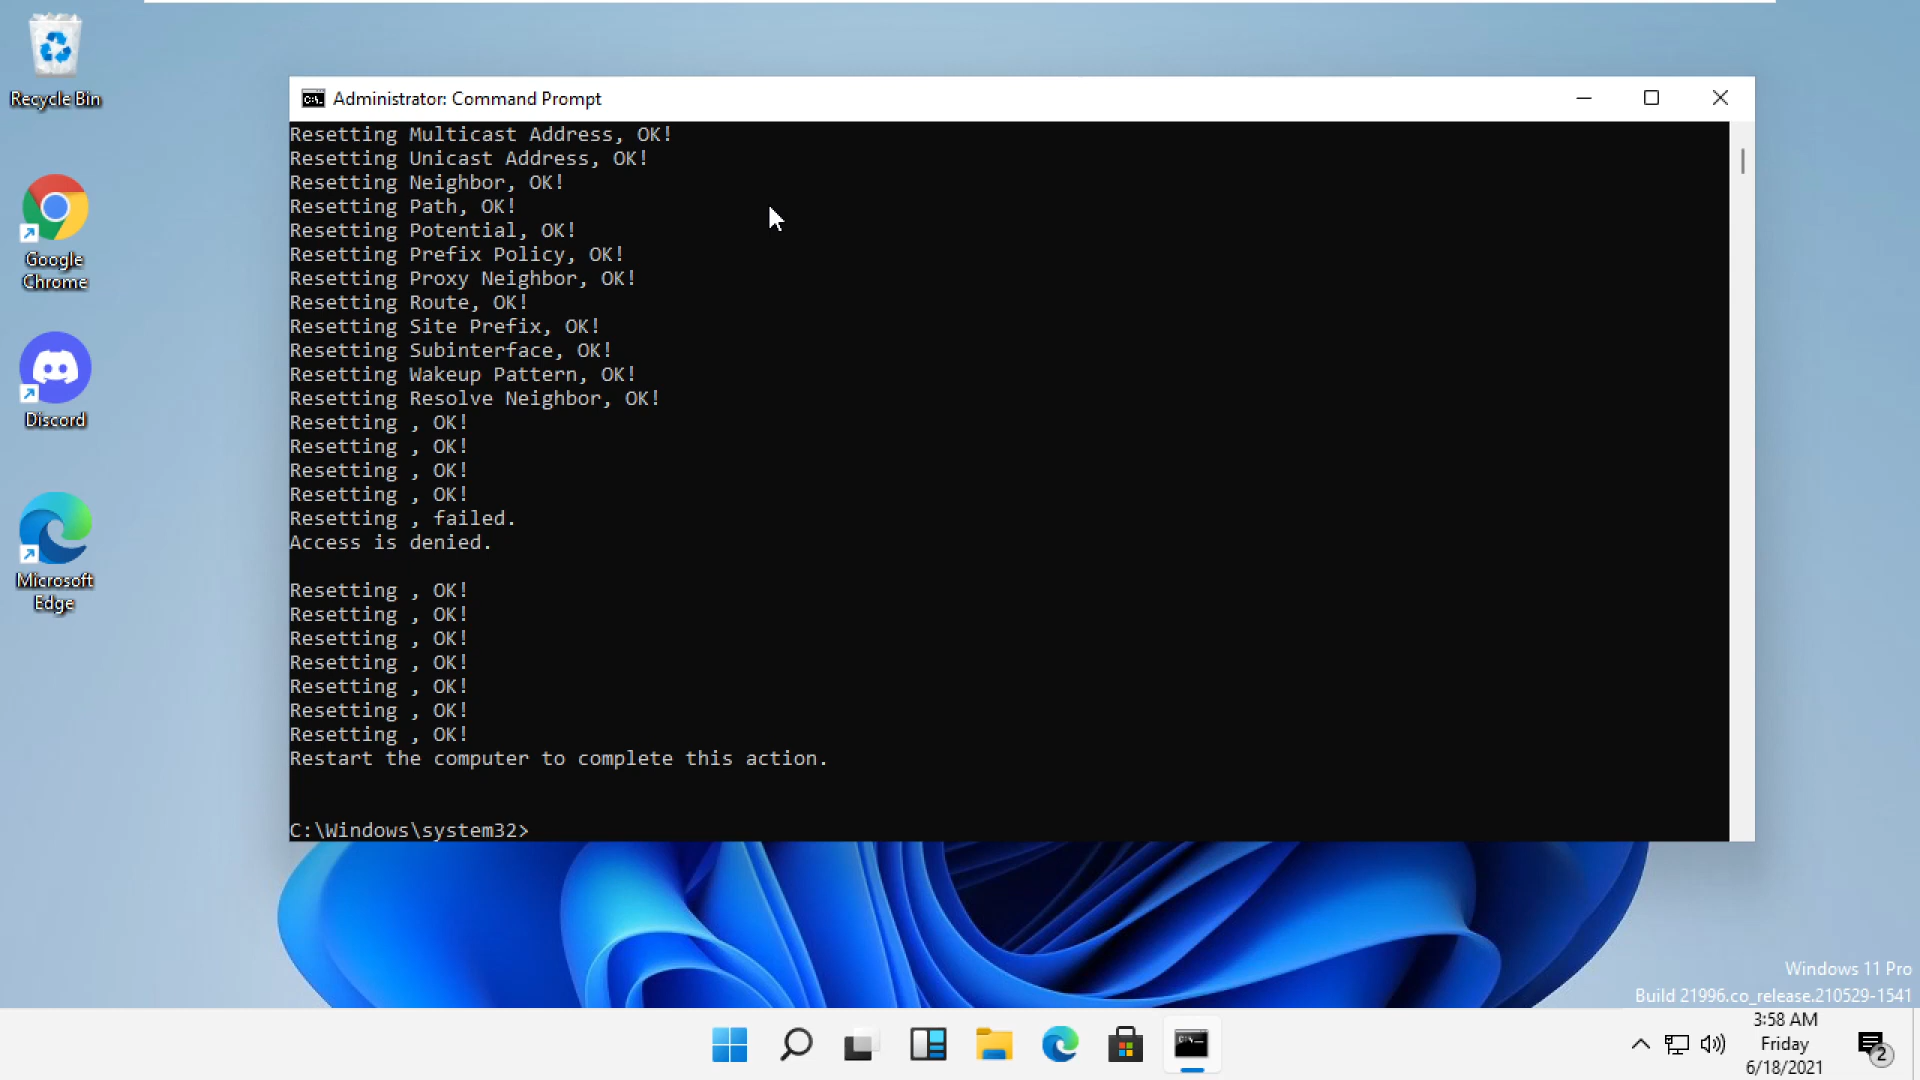 Recycle Bin
Google
Chrome
Discord
Microsoft
Edge
Administrator: Command Prompt
Resetting Multicast Address, OK!
Resetting Unicast Address, OK!
Resetting Neighbor, OK!
Resetting Path, OK!
Resetting Potential, OK!
Resetting Prefix Policy, OK!
Resetting Proxy Neighbor, OK!
Resetting Route, OK!
Resetting Site Prefix, OK!
Resetting Subinterface, OK!
Resetting Wakeup Pattern, OK!
Resetting Resolve Neighbor, OK!
Resetting , OK!
Resetting , OK!
Resetting , OK!
Resetting , OK!
Resetting , failed.
Access is denied.
Resetting , OK!
Resetting , OK!
Resetting , OK!
Resetting , OK!
Resetting , OK!
Resetting , OK!
Resetting , OK!
Restart the computer to complete this action.
C:\Windows\system32>
Windows 11 Pro
Build 21996.co_release.210529-1541
3:58 AM
Friday
6/18/2021
2